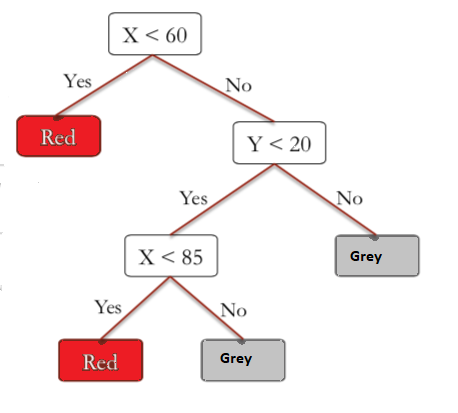 X < 60
Yes
No
Red
Y < 20
Yes
No
X < 85
Grey
Yes
No
Red
Grey